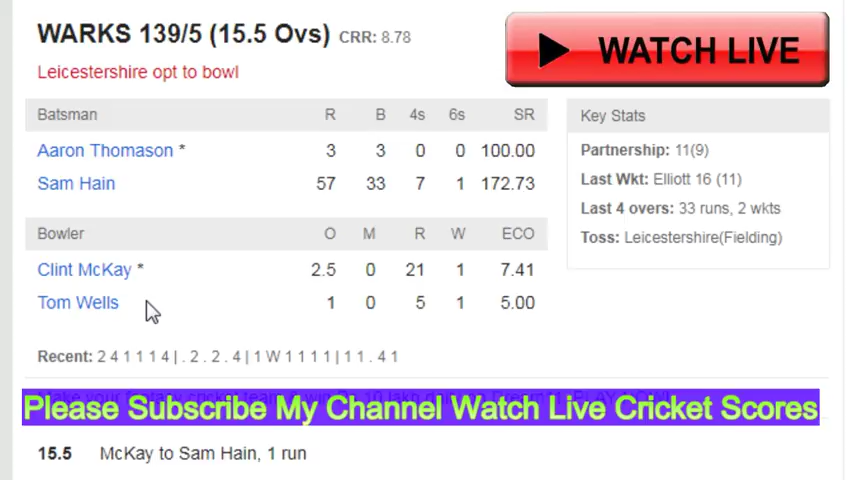 WARKS 139/5 (15.5 Ovs) CRR: 8.78
WATCH LIVE
Leicestershire opt to bowl
Batsman R B 4s 6s SR
Aaron Thomason * 3 3 0 0 100.00
Sam Hain 57 33 7 1 172.73
Bowler O M R W ECO
Clint McKay * 2.5 0 21 1 7.41
Tom Wells 1 0 5 1 5.00
Key Stats
Partnership: 11(9)
Last Wkt: Elliott 16 (11)
Last 4 overs: 33 runs, 2 wkts
Toss: Leicestershire(Fielding)
Recent: 2 4 1 1 1 4 | . 2 . 2 . 4 | 1 W 1 1 1 1 | 1 1 . 4 1
Please Subscribe My Channel Watch Live Cricket Scores
15.5 McKay to Sam Hain, 1 run